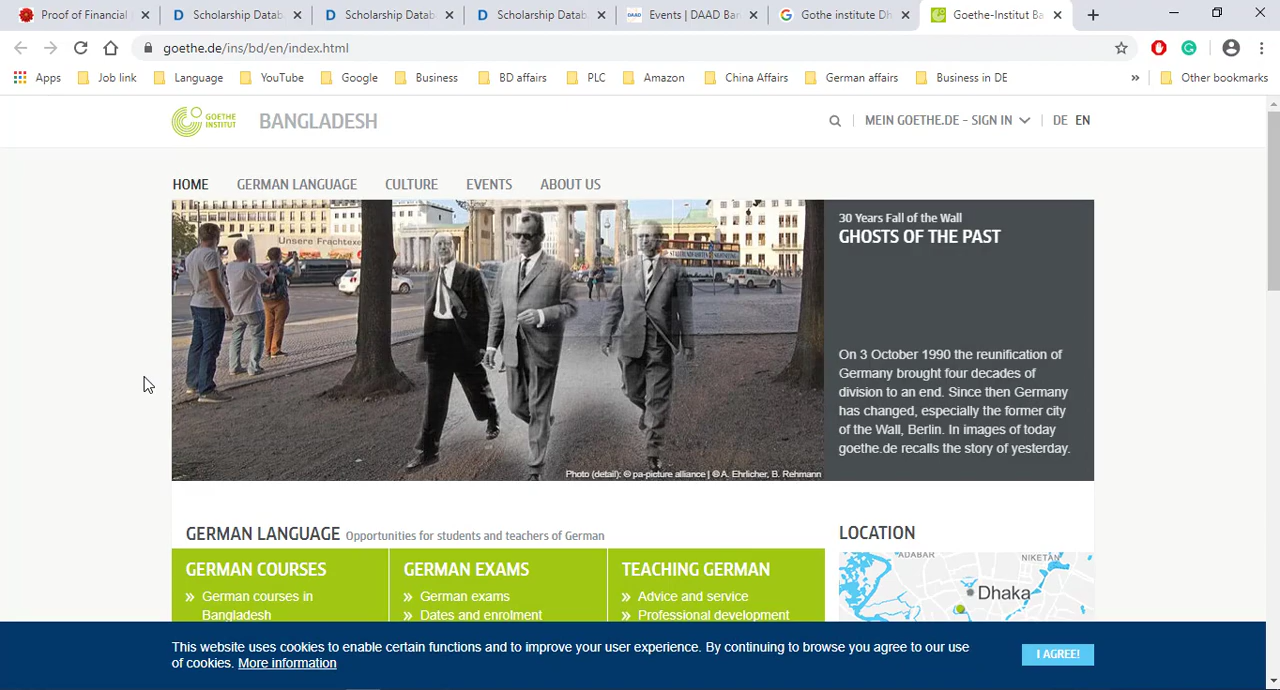 Proof of Financial
Scholarship Datab
Scholarship Datab
Scholarship Datab
Events | DAAD Ban
Gothe institute Dh
Goethe-Institut Ba
goethe.de/ins/bd/en/index.html
Apps
Job link
Language
YouTube
Google
Business
BD affairs
PLC
Amazon
China Affairs
German affairs
Business in DE
»
Other bookmarks
GOETHE
INSTITUT
BANGLADESH
MEIN GOETHE.DE - SIGN IN
DE EN
HOME
GERMAN LANGUAGE
CULTURE
EVENTS
ABOUT US
Unsere Frachtexe
30 Years Fall of the Wall
GHOSTS OF THE PAST
On 3 October 1990 the reunification of
Germany brought four decades of
division to an end. Since then Germany
has changed, especially the former city
of the Wall, Berlin. In images of today
goethe.de recalls the story of yesterday.
Photo (detail): © pa-picture alliance | © A. Ehrlicher, B. Rehmann
GERMAN LANGUAGE Opportunities for students and teachers of German
GERMAN COURSES
» German courses in
Bangladesh
GERMAN EXAMS
» German exams
» Dates and enrolment
TEACHING GERMAN
» Advice and service
» Professional development
LOCATION
ADABAR
NIKETAN
Dhaka
This website uses cookies to enable certain functions and to improve your user experience. By continuing to browse you agree to our use
of cookies. More information
I AGREE!